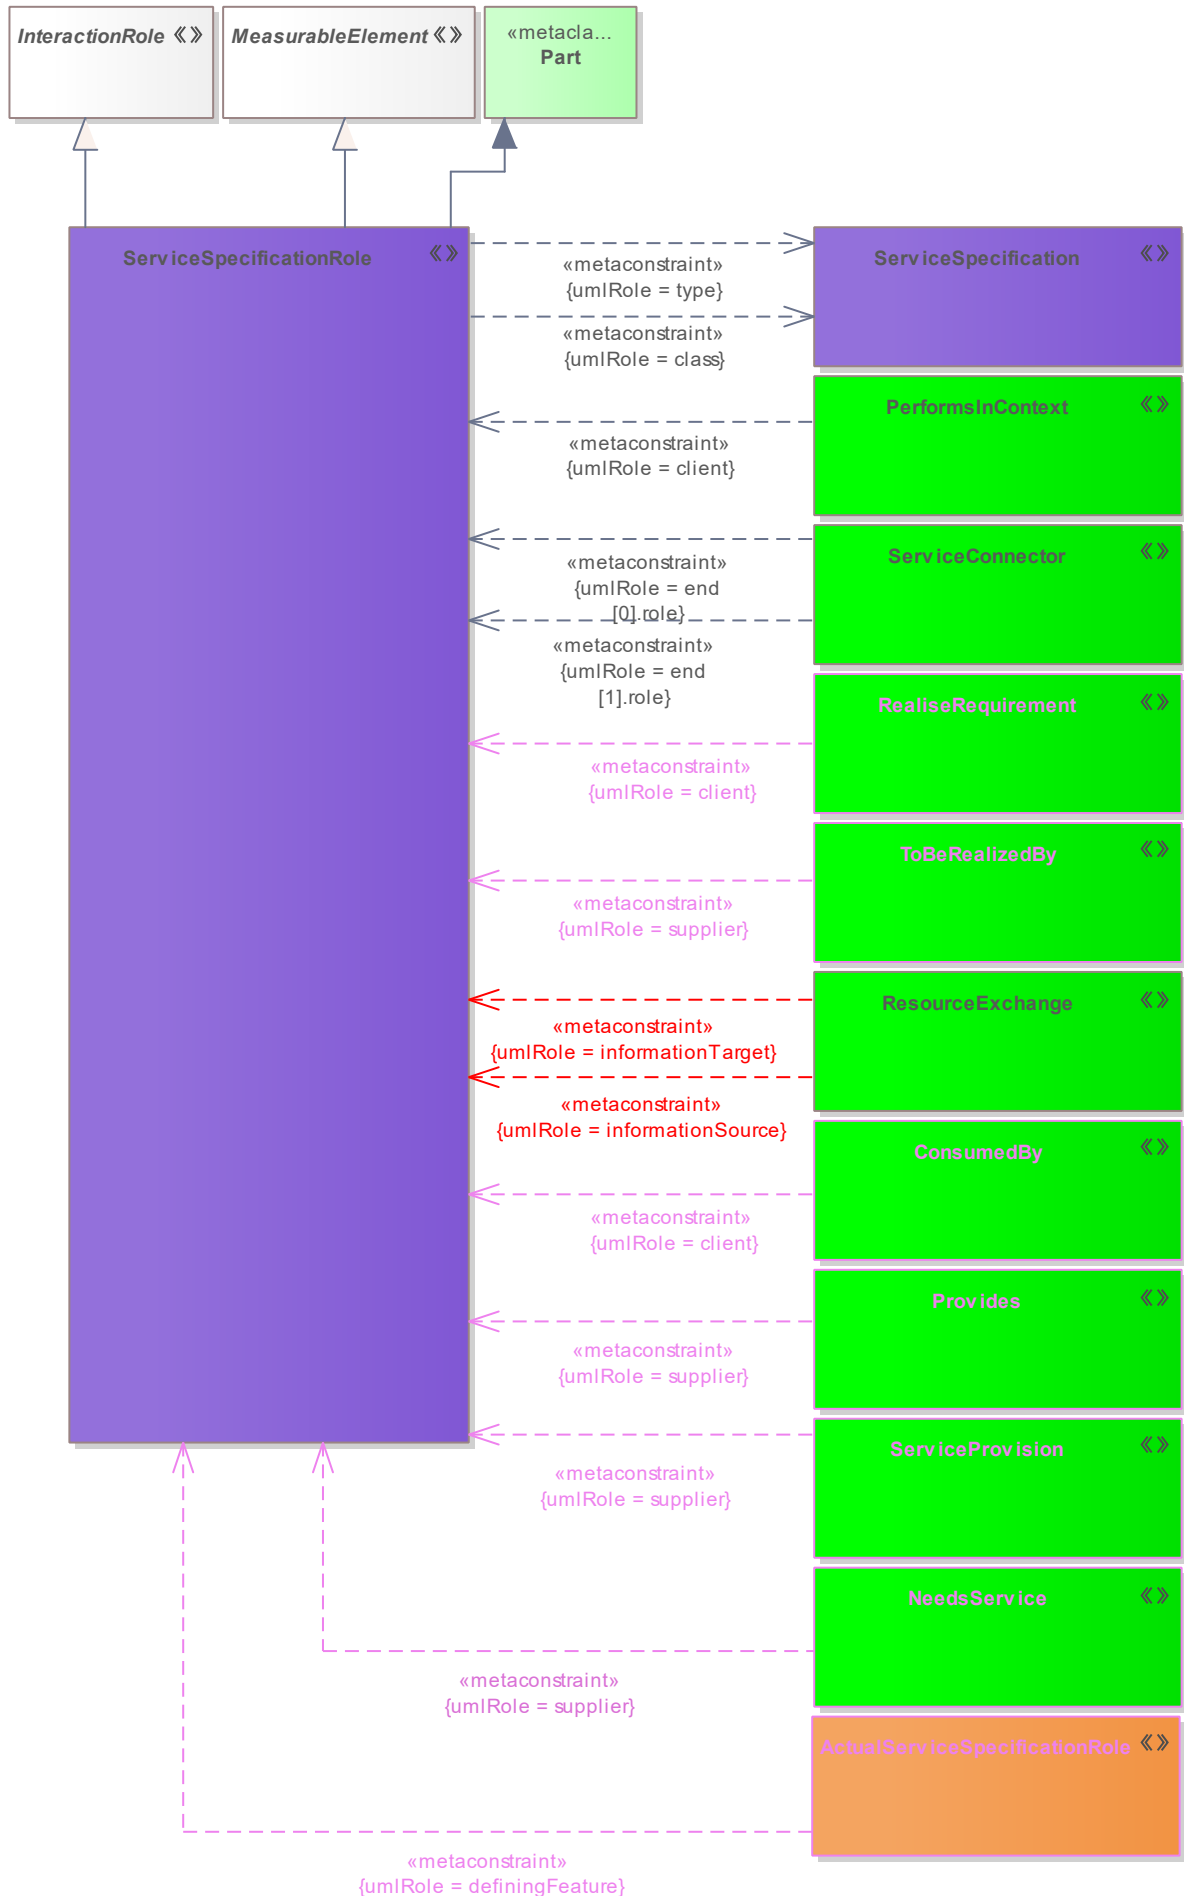 InteractionRole «»
MeasurableElement «»
«metacla...
Part
ServiceSpecificationRole «»
«metaconstraint»
{umlRole = type}
«metaconstraint»
{umlRole = class}
ServiceSpecification «»
PerformsInContext «»
«metaconstraint»
{umlRole = client}
ServiceConnector «»
«metaconstraint»
{umlRole = end
[0].role}
«metaconstraint»
{umlRole = end
[1].role}
RealiseRequirement «»
«metaconstraint»
{umlRole = client}
ToBeRealizedBy «»
«metaconstraint»
{umlRole = supplier}
ResourceExchange «»
«metaconstraint»
{umlRole = informationTarget}
«metaconstraint»
{umlRole = informationSource}
ConsumedBy «»
«metaconstraint»
{umlRole = client}
Provides «»
«metaconstraint»
{umlRole = supplier}
ServiceProvision «»
«metaconstraint»
{umlRole = supplier}
NeedsService «»
«metaconstraint»
{umlRole = supplier}
ActualServiceSpecificationRole «»
«metaconstraint»
{umlRole = definingFeature}